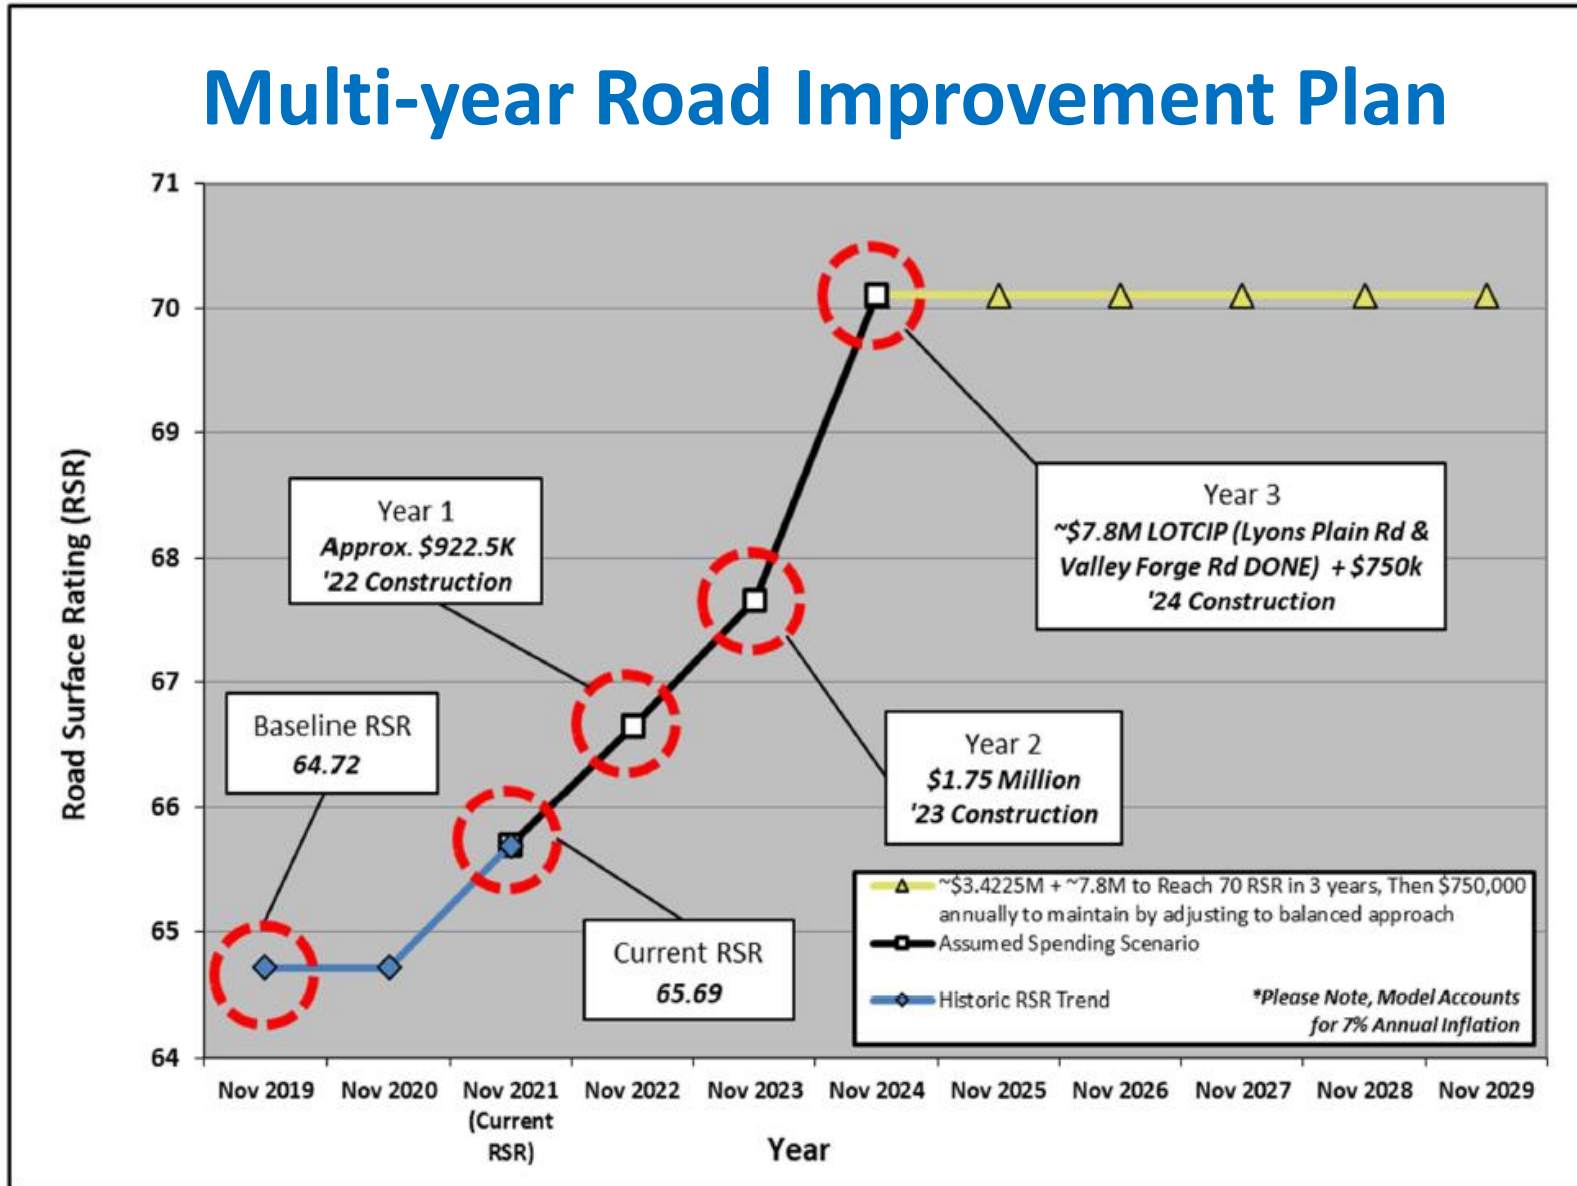 Multi-year Road Improvement Plan
71
70
69
68
67
66
65
64
Road Surface Rating (RSR)
Year 1
Approx. $922.5K
'22 Construction
Baseline RSR
64.72
Year 3
~$7.8M LOTCIP (Lyons Plain Rd &
Valley Forge Rd DONE) + $750k
'24 Construction
Year 2
$1.75 Million
'23 Construction
Current RSR
65.69
~$3.4225M + ~7.8M to Reach 70 RSR in 3 years, Then $750,000
annually to maintain by adjusting to balanced approach
Assumed Spending Scenario
Historic RSR Trend
*Please Note, Model Accounts
for 7% Annual Inflation
Nov 2019
Nov 2020
Nov 2021
(Current
RSR)
Nov 2022
Nov 2023
Nov 2024
Nov 2025
Nov 2026
Nov 2027
Nov 2028
Nov 2029
Year